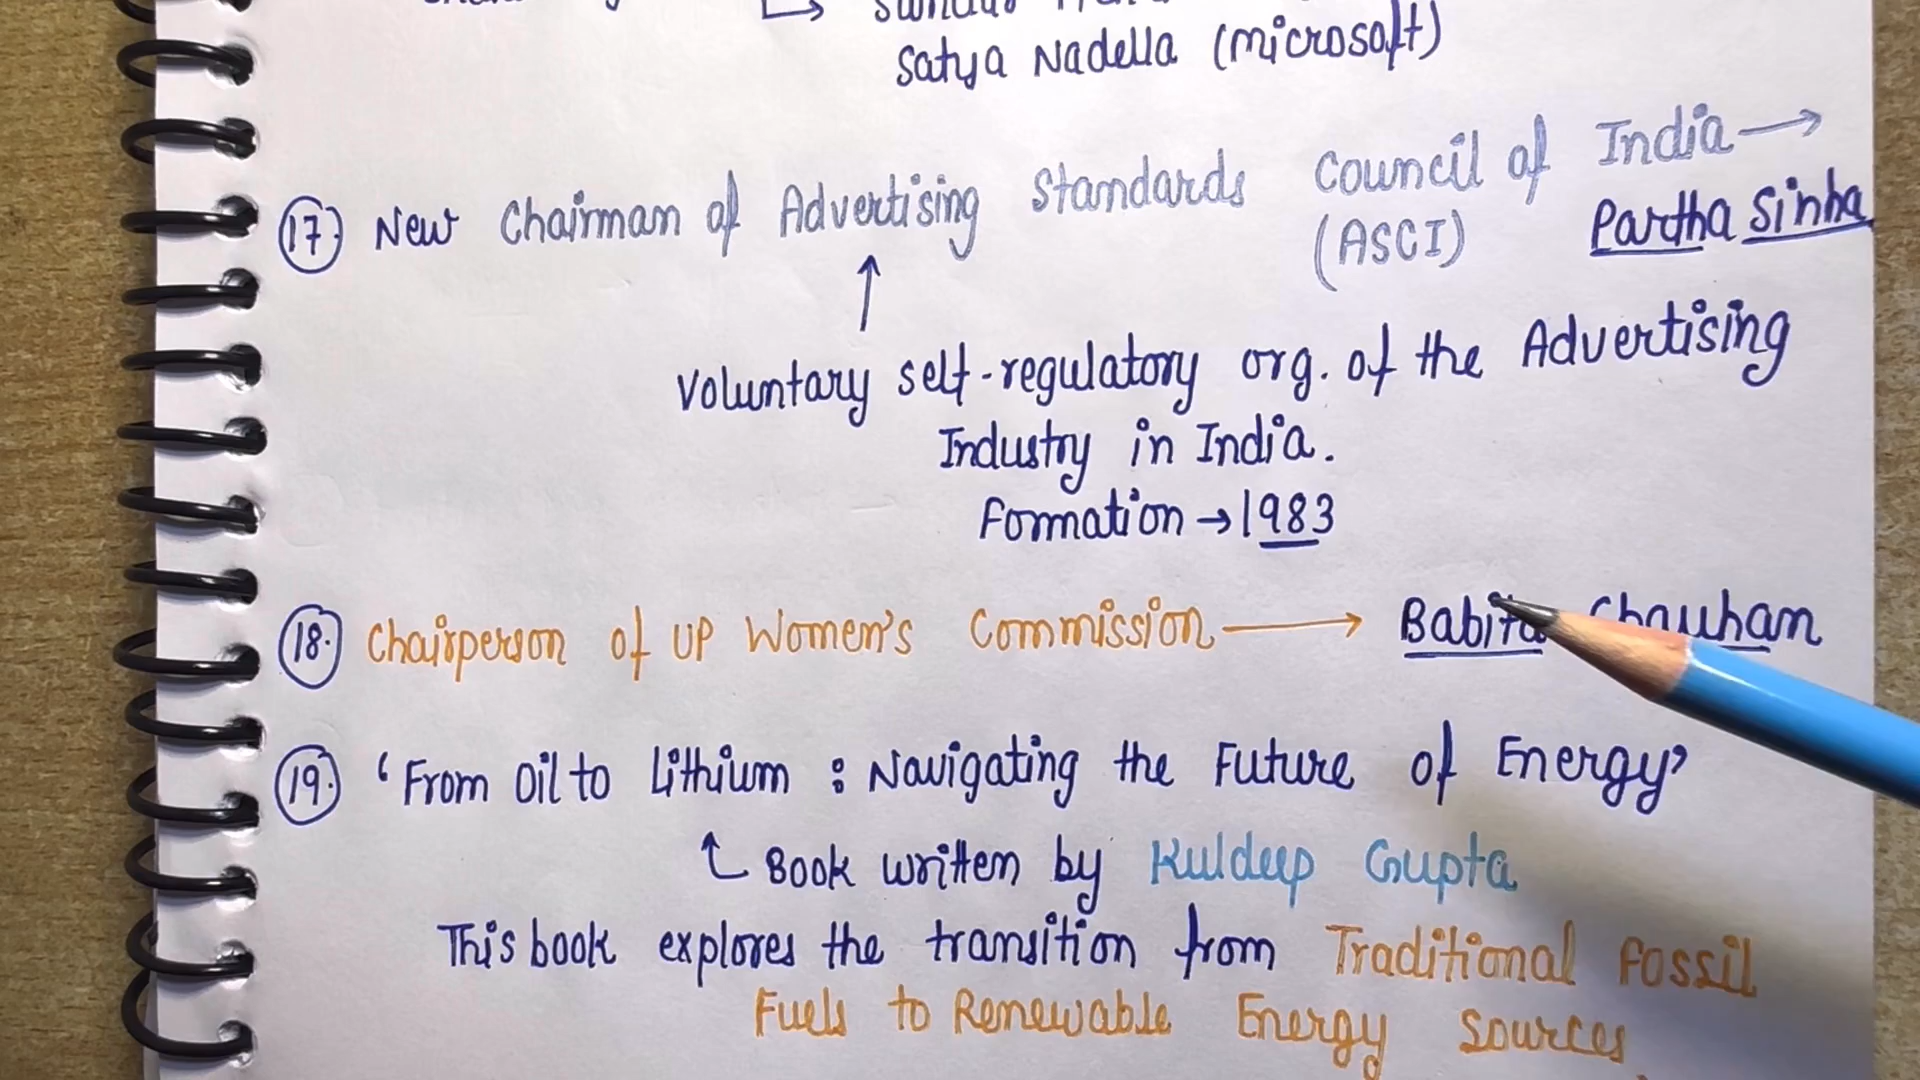 Satya Nadella (Microsoft)
17. New Chairman of Advertising Standards Council of India →
(ASCI) Partha Sinha
↑
Voluntary self-regulatory org. of the Advertising
Industry in India.
Formation → 1983
18. Chairperson of UP Women's Commission → Babita Chauhan
19. 'From Oil to Lithium : Navigating the Future of Energy'
Book written by Kuldeep Gupta
This book explores the transition from Traditional Fossil
Fuels to Renewable Energy Sources